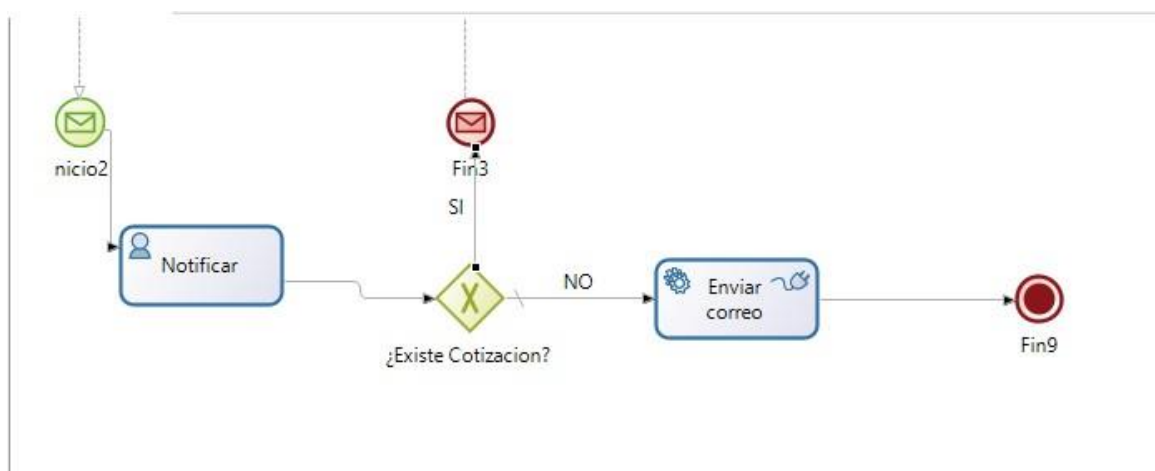 nicio2
Fin3
SI
Notificar
NO
Enviar
correo
¿Existe Cotizacion?
Fin9